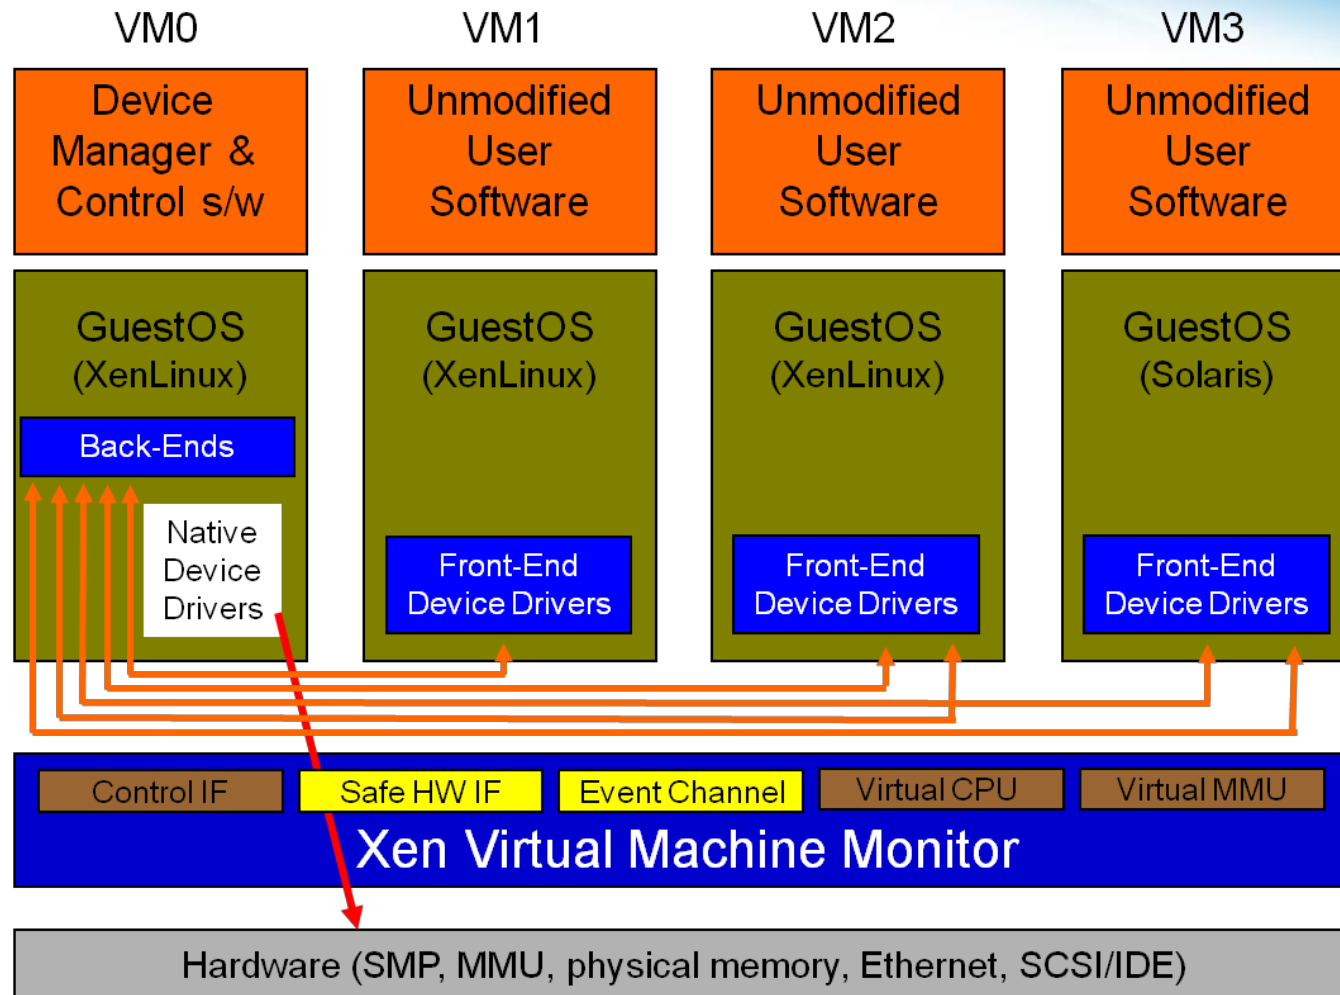 VM0
VM1
VM2
VM3
Device
Manager &
Control s/w
Unmodified
User
Software
Unmodified
User
Software
Unmodified
User
Software
GuestOS
(XenLinux)
GuestOS
(XenLinux)
GuestOS
(XenLinux)
GuestOS
(Solaris)
Back-Ends
Native
Device
Drivers
Front-End
Device Drivers
Front-End
Device Drivers
Front-End
Device Drivers
Control IF
Safe HW IF
Event Channel
Virtual CPU
Virtual MMU
Xen Virtual Machine Monitor
Hardware (SMP, MMU, physical memory, Ethernet, SCSI/IDE)